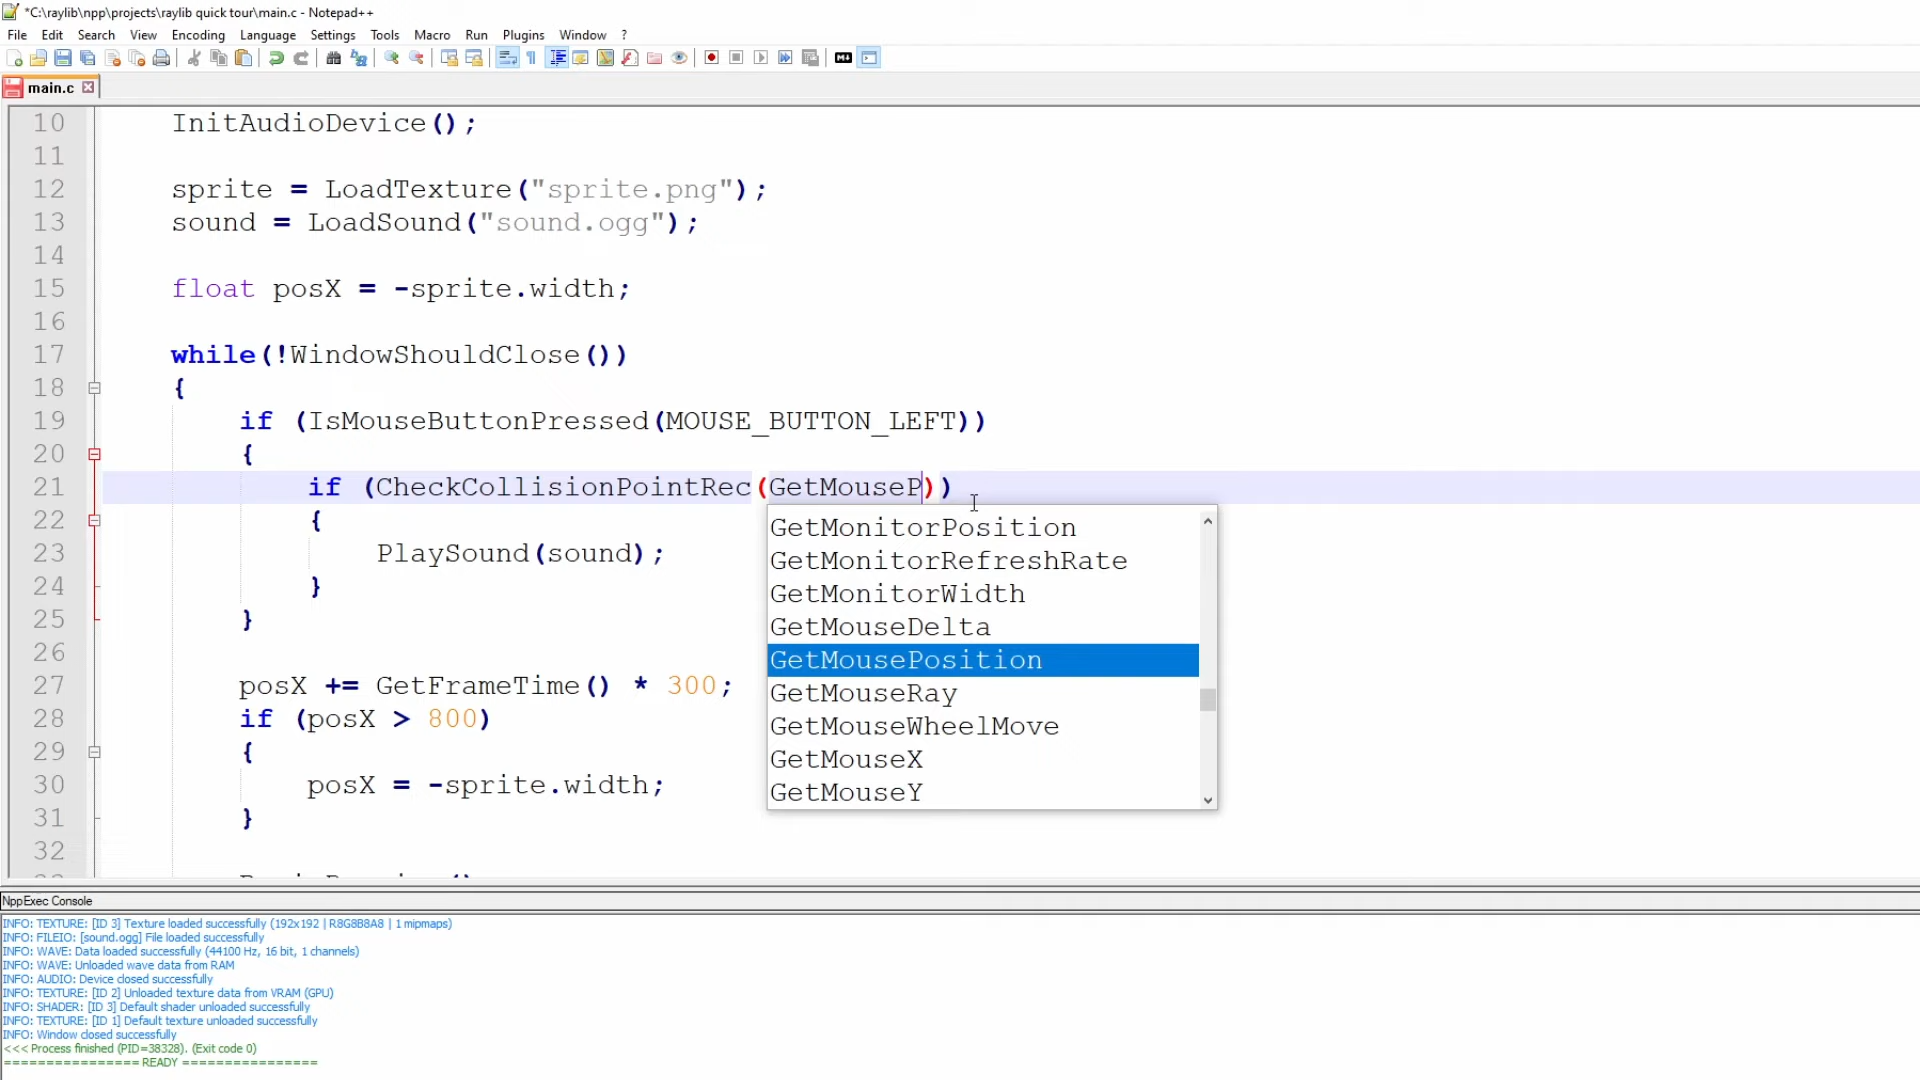 *C:\raylib\npp\projects\raylib quick tour\main.c - Notepad++
File Edit Search View Encoding Language Settings Tools Macro Run Plugins Window ?
main.c
10 InitAudioDevice();
11
12 sprite = LoadTexture("sprite.png");
13 sound = LoadSound("sound.ogg");
14
15 float posX = -sprite.width;
16
17 while(!WindowShouldClose())
18 {
19 if (IsMouseButtonPressed(MOUSE_BUTTON_LEFT))
20 {
21 if (CheckCollisionPointRec(GetMouseP))
22 {
23 PlaySound(sound);
24 }
25 }
26
27 posX += GetFrameTime() * 300;
28 if (posX > 800)
29 {
30 posX = -sprite.width;
31 }
32
GetMonitorPosition
GetMonitorRefreshRate
GetMonitorWidth
GetMouseDelta
GetMousePosition
GetMouseRay
GetMouseWheelMove
GetMouseX
GetMouseY
NppExec Console
INFO: TEXTURE: [ID 3] Texture loaded successfully (192x192 | R8G8B8A8 | 1 mipmaps)
INFO: FILEIO: [sound.ogg] File loaded successfully
INFO: WAVE: Data loaded successfully (44100 Hz, 16 bit, 1 channels)
INFO: WAVE: Unloaded wave data from RAM
INFO: AUDIO: Device closed successfully
INFO: TEXTURE: [ID 2] Unloaded texture data from VRAM (GPU)
INFO: SHADER: [ID 3] Default shader unloaded successfully
INFO: TEXTURE: [ID 1] Default texture unloaded successfully
INFO: Window closed successfully
<<< Process finished (PID=38328). (Exit code 0)
================ READY ================